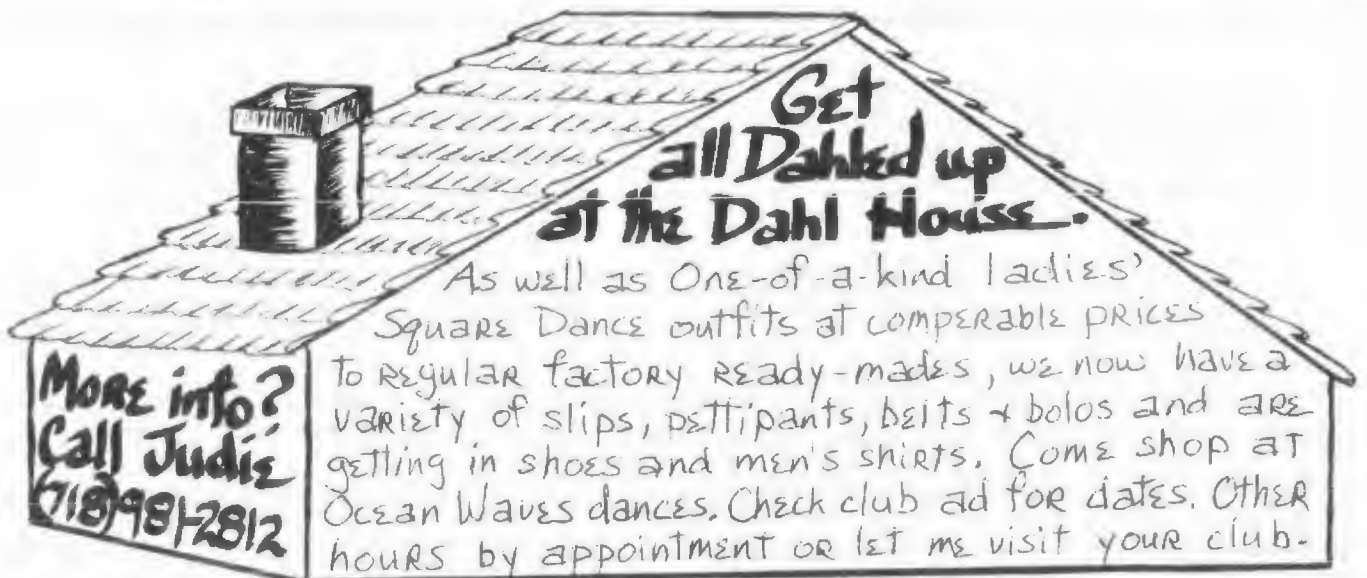 Get
all Dahled up
at the Dahl House.
As well as One-of-a-kind ladies'
Square Dance outfits at comperable prices
to regular factory ready-mades, we now have a
variety of slips, pettipants, belts & bolos and are
getting in shoes and men's shirts. Come shop at
Ocean Waves dances. Check club ad for dates. Other
hours by appointment or let me visit your club.
More info?
Call Judie
(718)981-2812